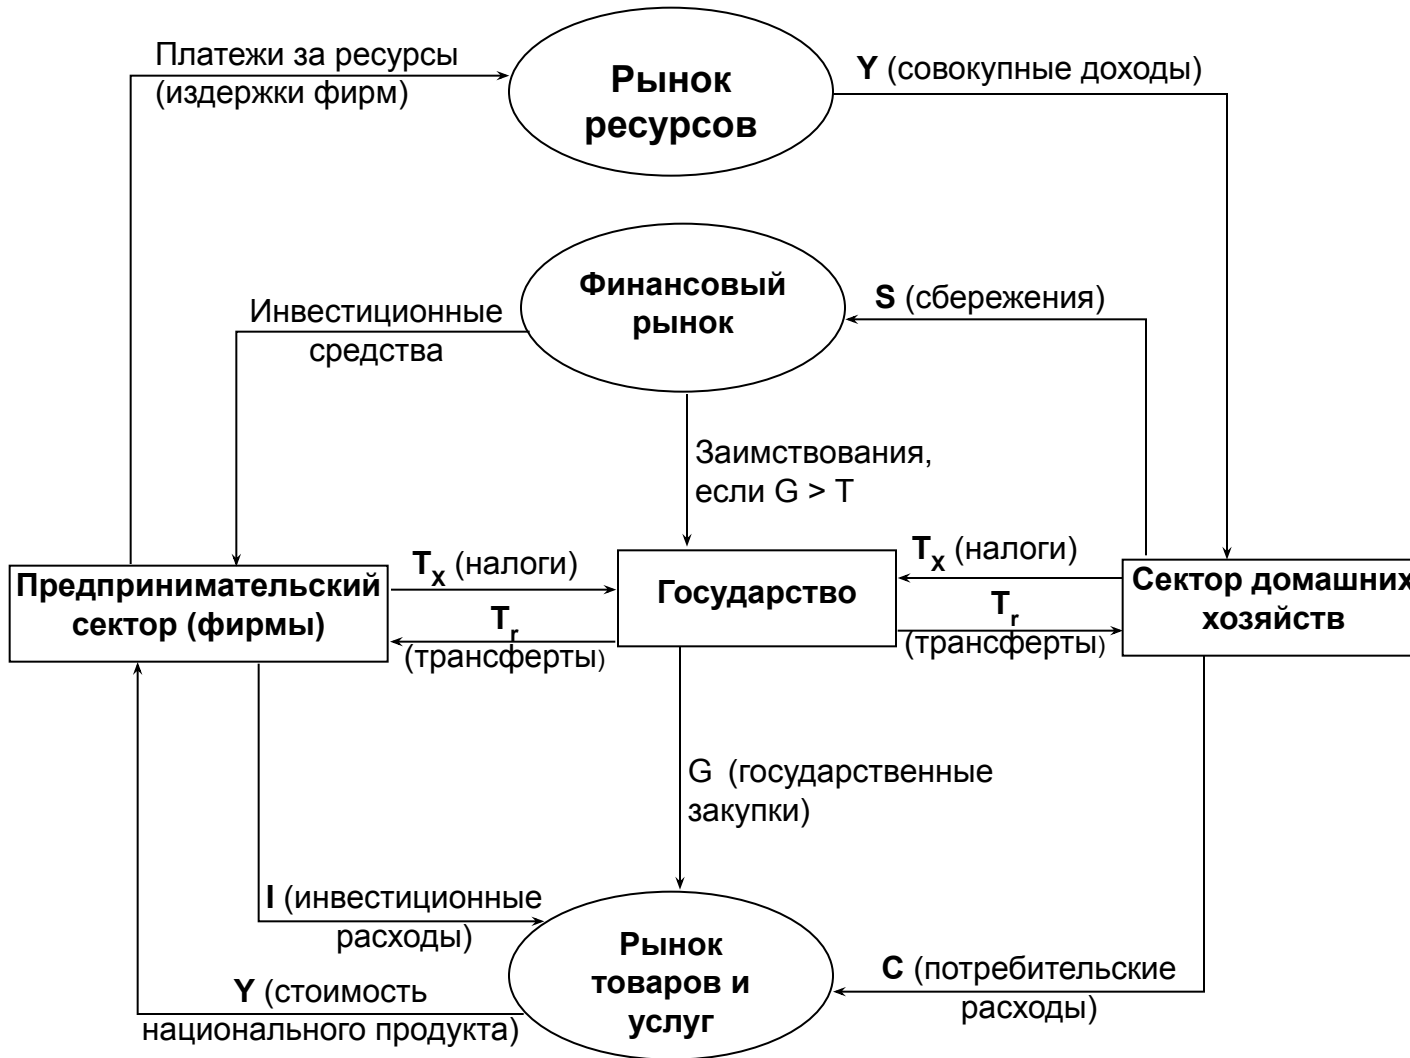 Платежи за ресурсы
(издержки фирм)
Рынок
ресурсов
Y (совокупные доходы)
Финансовый
рынок
S (сбережения)
Инвестиционные
средства
Заимствования,
если G > T
Tx (налоги)
Tx (налоги)
Предпринимательский
сектор (фирмы)
Государство
Сектор домашних
хозяйств
Tr
(трансферты)
Tr
(трансферты)
G (государственные
закупки)
I (инвестиционные
расходы)
Рынок
товаров и
услуг
C (потребительские
расходы)
Y (стоимость
национального продукта)